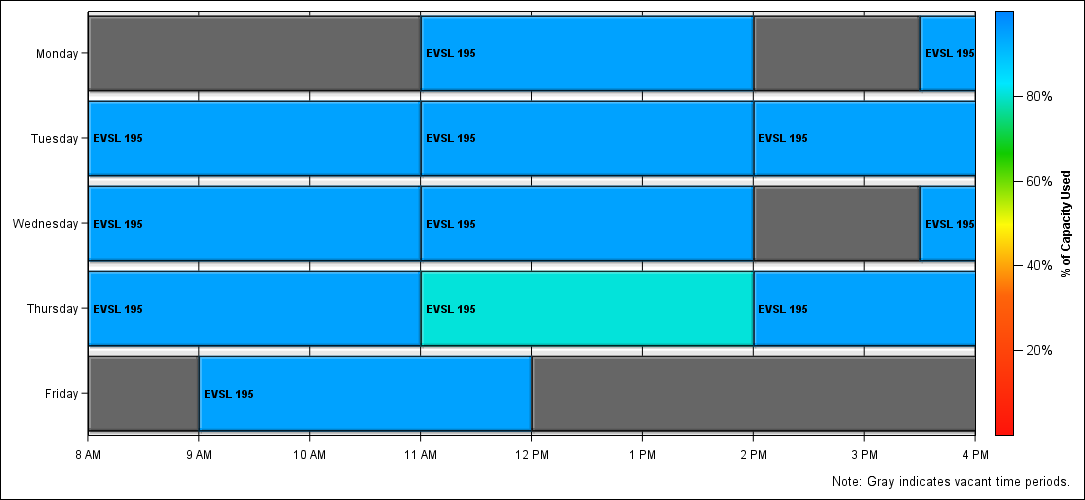 Monday
EVSL 195
EVSL 195
Tuesday
EVSL 195
EVSL 195
EVSL 195
Wednesday
EVSL 195
EVSL 195
EVSL 195
Thursday
EVSL 195
EVSL 195
EVSL 195
Friday
EVSL 195
8 AM 9 AM 10 AM 11 AM 12 PM 1 PM 2 PM 3 PM 4 PM
80%
60%
40%
20%
% of Capacity Used
Note: Gray indicates vacant time periods.